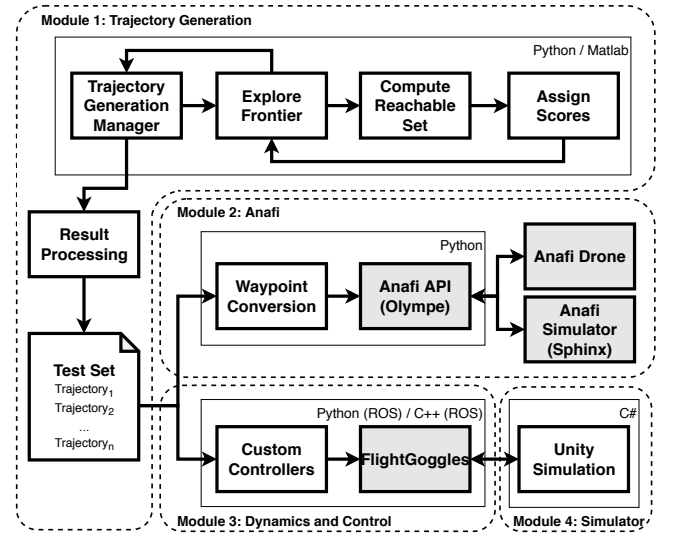 Module 1: Trajectory Generation
Python / Matlab
Trajectory
Generation
Manager
Explore
Frontier
Compute
Reachable
Set
Assign
Scores
Result
Processing
Test Set
Trajectory1
Trajectory2
...
Trajectoryn
Module 2: Anafi
Python
Waypoint
Conversion
Anafi API
(Olympe)
Anafi Drone
Anafi
Simulator
(Sphinx)
Python (ROS) / C++ (ROS)
Custom
Controllers
FlightGoggles
Module 3: Dynamics and Control
C#
Unity
Simulation
Module 4: Simulator